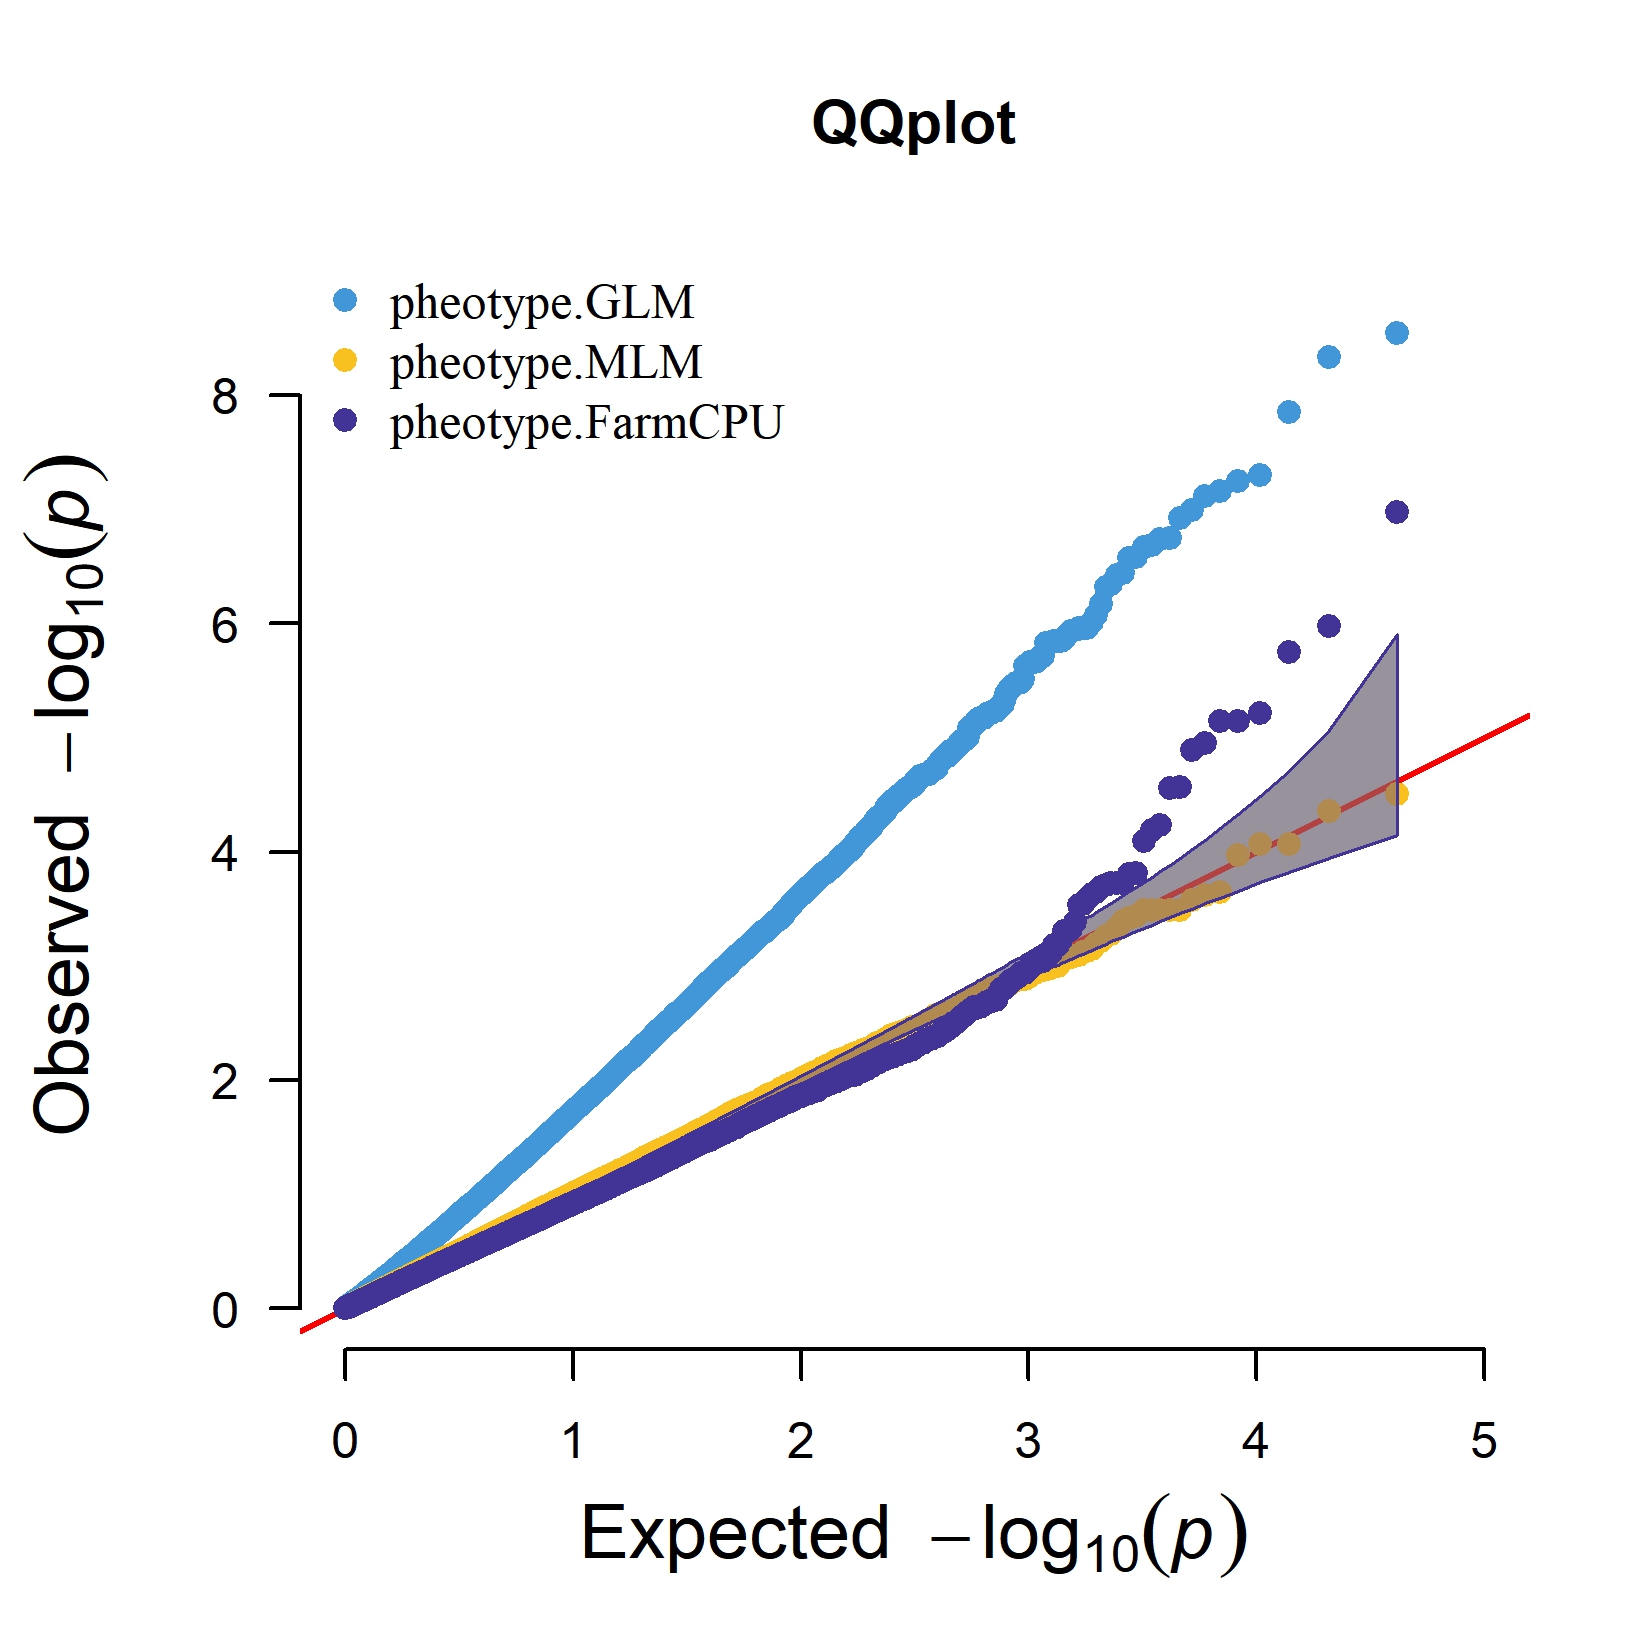 QQplot
pheotype.GLM
pheotype.MLM
pheotype.FarmCPU
8
6
4
2
0
Observed −log₁₀(p)
0 1 2 3 4 5
Expected −log₁₀(p)